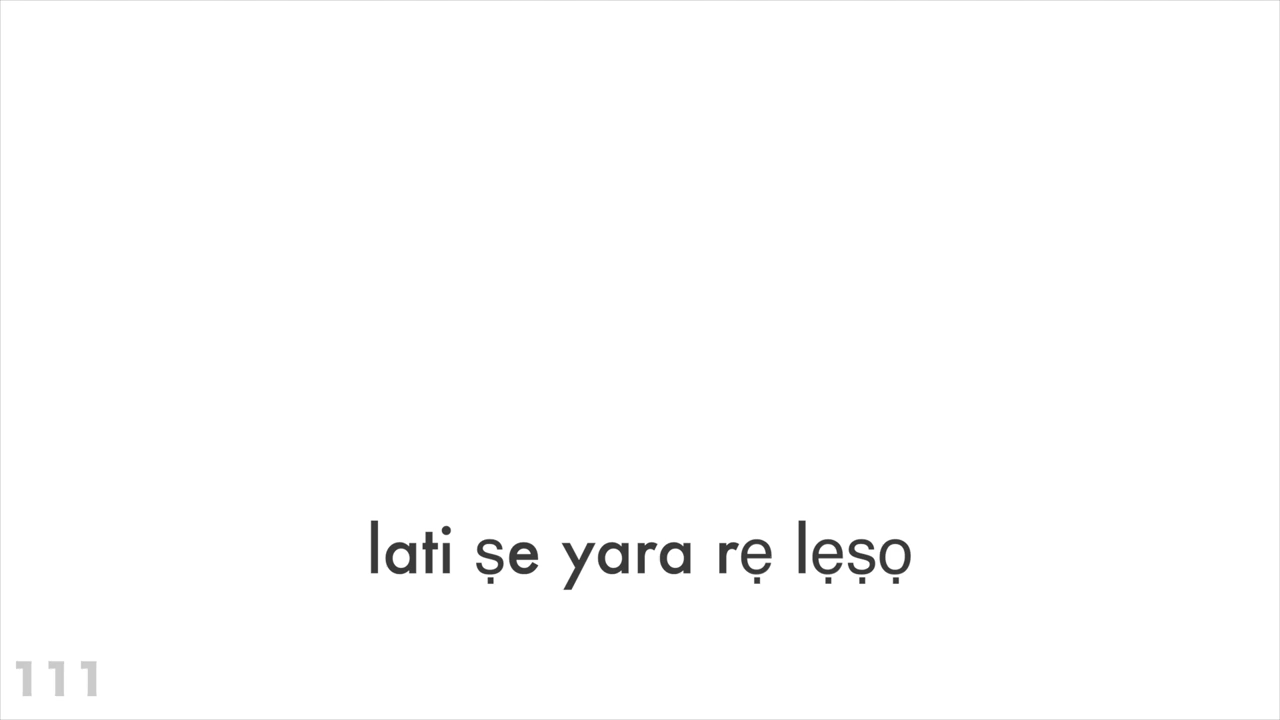 lati ṣe yara rẹ lẹṣọ
111